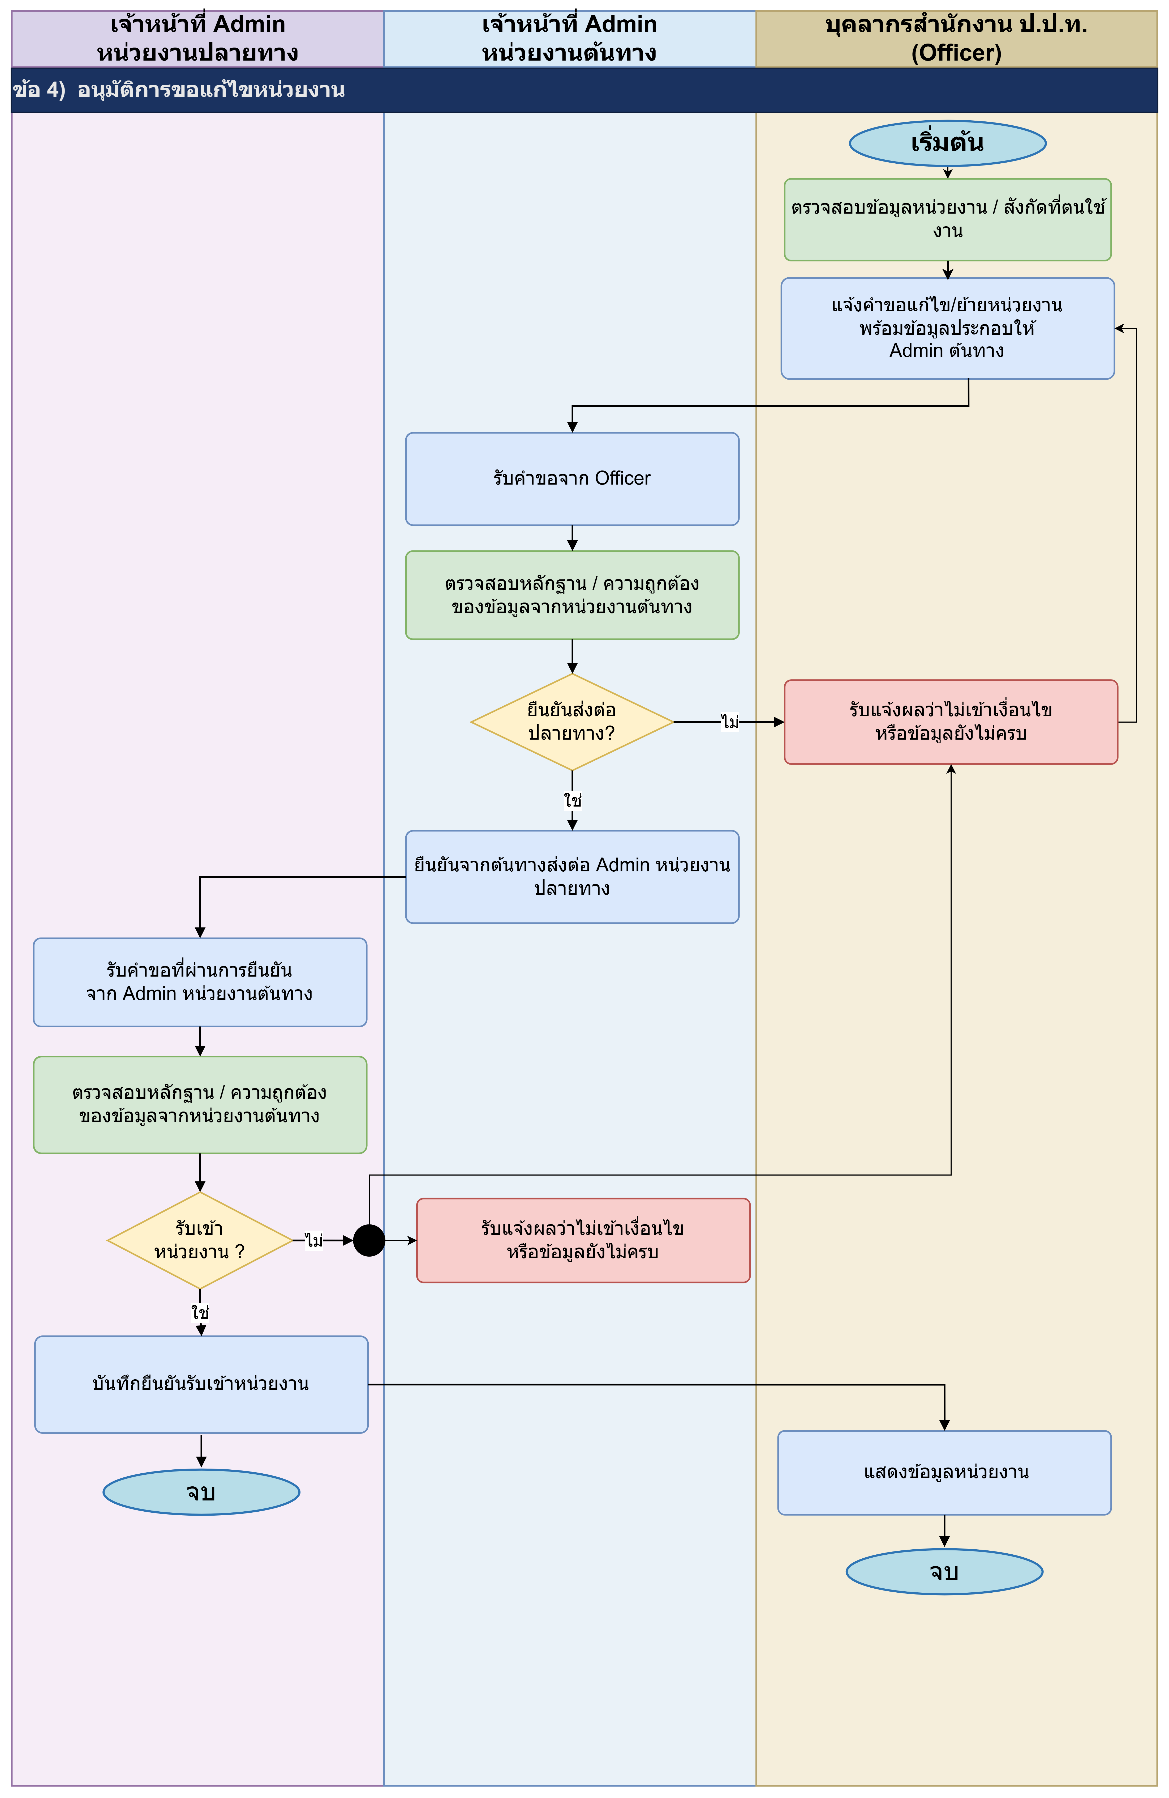 เจ้าหน้าที่ Admin
หน่วยงานปลายทาง
เจ้าหน้าที่ Admin
หน่วยงานต้นทาง
บุคลากรสำนักงาน ป.ป.ท.
(Officer)
ข้อ 4) อนุมัติการขอแก้ไขหน่วยงาน
เริ่มต้น
ตรวจสอบข้อมูลหน่วยงาน / สังกัดที่ตนใช้
งาน
แจ้งคำขอแก้ไข/ย้ายหน่วยงาน
พร้อมข้อมูลประกอบให้
Admin ต้นทาง
รับคำขอจาก Officer
ตรวจสอบหลักฐาน / ความถูกต้อง
ของข้อมูลจากหน่วยงานต้นทาง
ยืนยันส่งต่อ
ปลายทาง?
ไม่
รับแจ้งผลว่าไม่เข้าเงื่อนไข
หรือข้อมูลยังไม่ครบ
ใช่
ยืนยันจากต้นทางส่งต่อ Admin หน่วยงาน
ปลายทาง
รับคำขอที่ผ่านการยืนยัน
จาก Admin หน่วยงานต้นทาง
ตรวจสอบหลักฐาน / ความถูกต้อง
ของข้อมูลจากหน่วยงานต้นทาง
รับเข้า
หน่วยงาน ?
ไม่
รับแจ้งผลว่าไม่เข้าเงื่อนไข
หรือข้อมูลยังไม่ครบ
ใช่
บันทึกยืนยันรับเข้าหน่วยงาน
แสดงข้อมูลหน่วยงาน
จบ
จบ